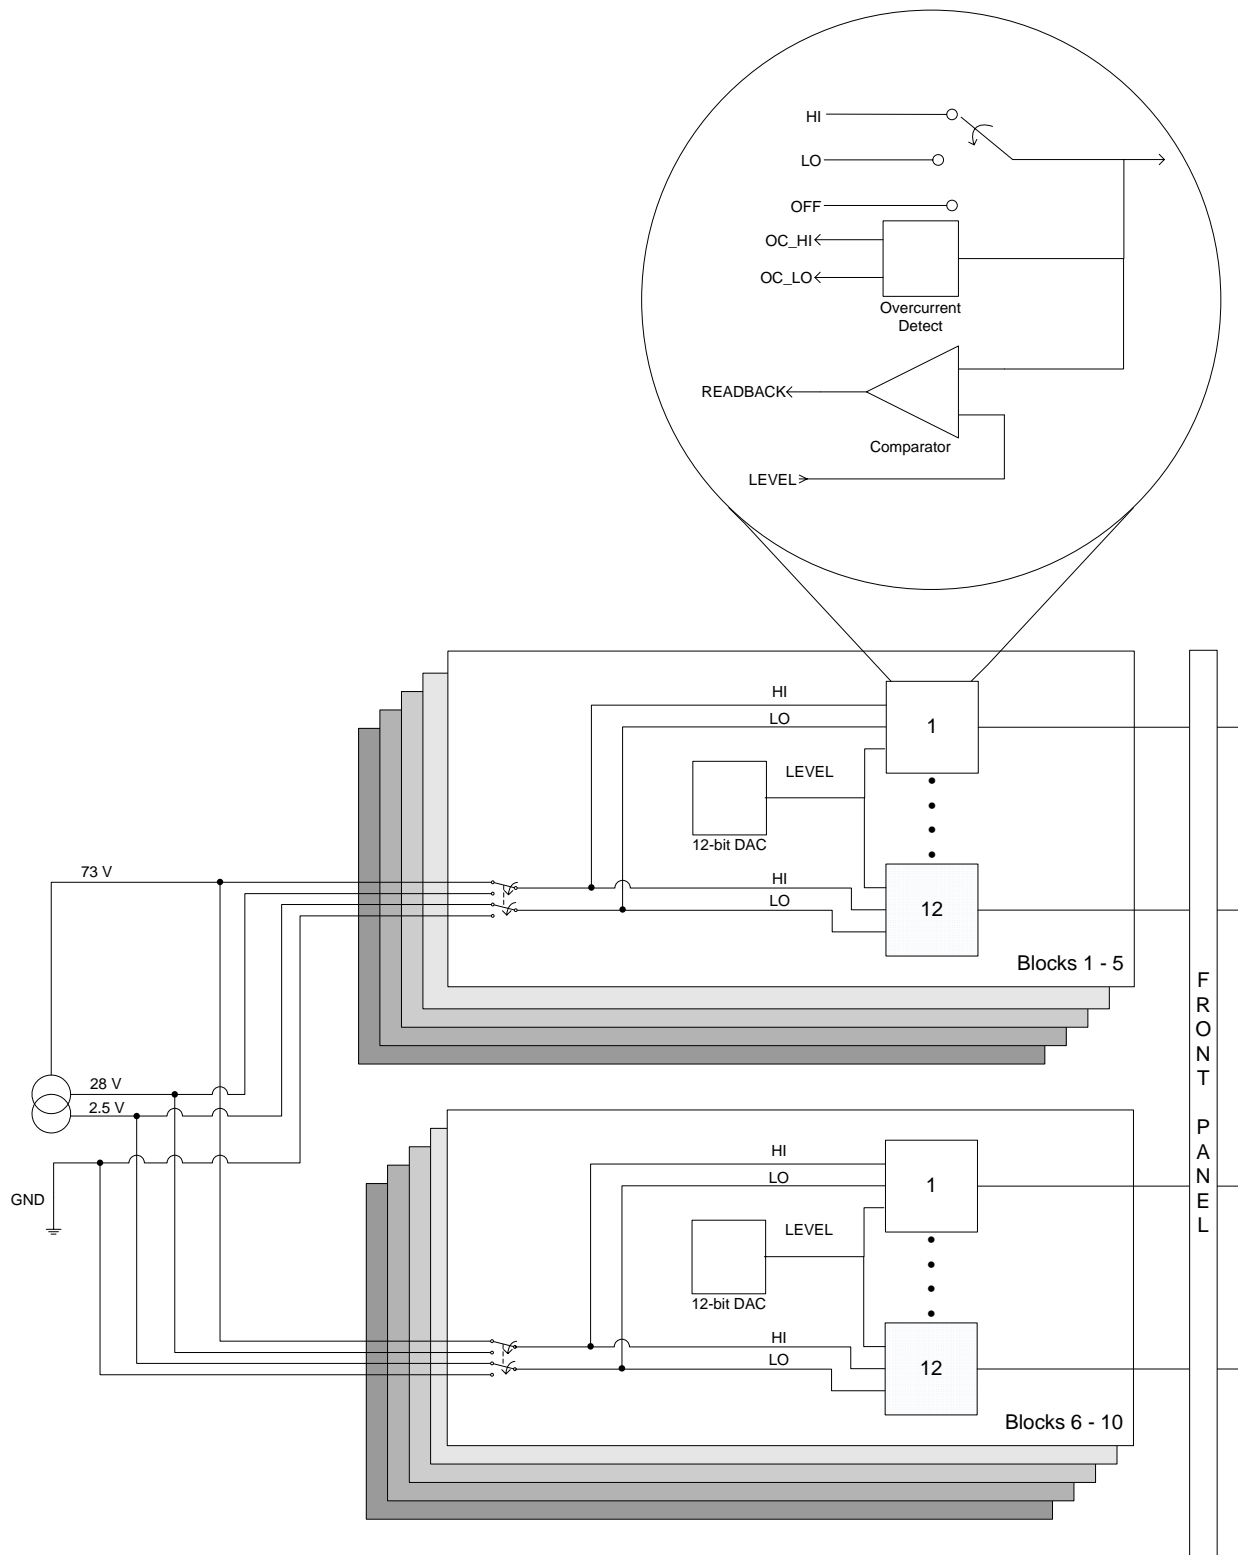 HI
LO
OFF
OC_HI
OC_LO
Overcurrent
Detect
READBACK
Comparator
LEVEL
HI
LO
1
LEVEL
12-bit DAC
73 V
HI
LO
12
Blocks 1 - 5
28 V
2.5 V
GND
HI
LO
1
LEVEL
12-bit DAC
HI
LO
12
Blocks 6 - 10
FRONT PANEL